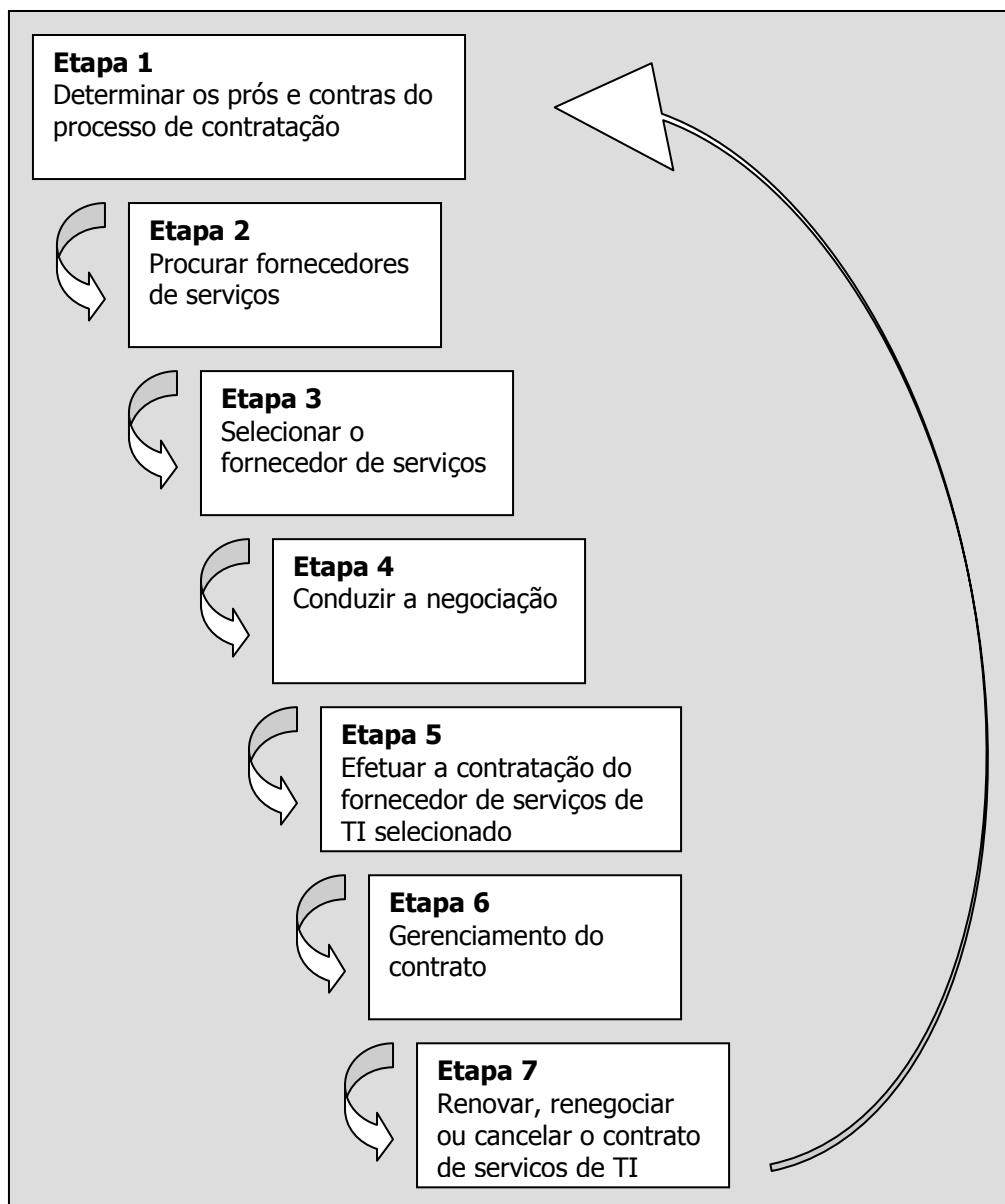 Etapa 1
Determinar os prós e contras do
processo de contratação
Etapa 2
Procurar fornecedores
de serviços
Etapa 3
Selecionar o
fornecedor de serviços
Etapa 4
Conduzir a negociação
Etapa 5
Efetuar a contratação do
fornecedor de serviços de
TI selecionado
Etapa 6
Gerenciamento do
contrato
Etapa 7
Renovar, renegociar
ou cancelar o contrato
de servicos de TI